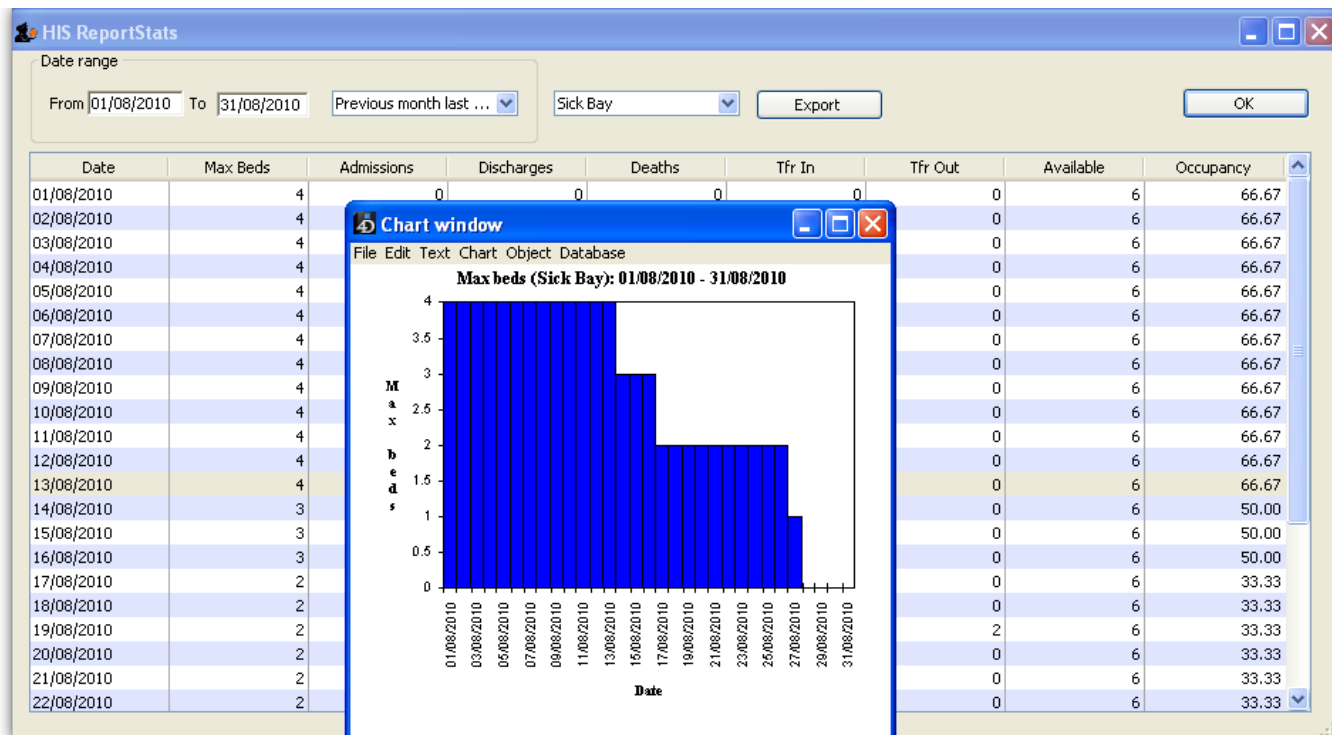 HIS ReportStats
Date range
From 01/08/2010 To 31/08/2010 Previous month last ... Sick Bay Export OK
Date Max Beds Admissions Discharges Deaths Tfr In Tfr Out Available Occupancy
01/08/2010 4 0 0 0 0 0 6 66.67
02/08/2010 4 0 6 66.67
03/08/2010 4 0 6 66.67
04/08/2010 4 0 6 66.67
05/08/2010 4 0 6 66.67
06/08/2010 4 0 6 66.67
07/08/2010 4 0 6 66.67
08/08/2010 4 0 6 66.67
09/08/2010 4 0 6 66.67
10/08/2010 4 0 6 66.67
11/08/2010 4 0 6 66.67
12/08/2010 4 0 6 66.67
13/08/2010 4 0 6 66.67
14/08/2010 3 0 6 50.00
15/08/2010 3 0 6 50.00
16/08/2010 3 0 6 50.00
17/08/2010 2 0 6 33.33
18/08/2010 2 0 6 33.33
19/08/2010 2 2 6 33.33
20/08/2010 2 0 6 33.33
21/08/2010 2 0 6 33.33
22/08/2010 2 0 6 33.33
Chart window
File Edit Text Chart Object Database
Max beds (Sick Bay): 01/08/2010 - 31/08/2010
Max beds
4
3.5
3
2.5
2
1.5
1
0.5
0
01/08/2010 03/08/2010 05/08/2010 07/08/2010 09/08/2010 11/08/2010 13/08/2010 15/08/2010 17/08/2010 19/08/2010 21/08/2010 23/08/2010 25/08/2010 27/08/2010 29/08/2010 31/08/2010
Date